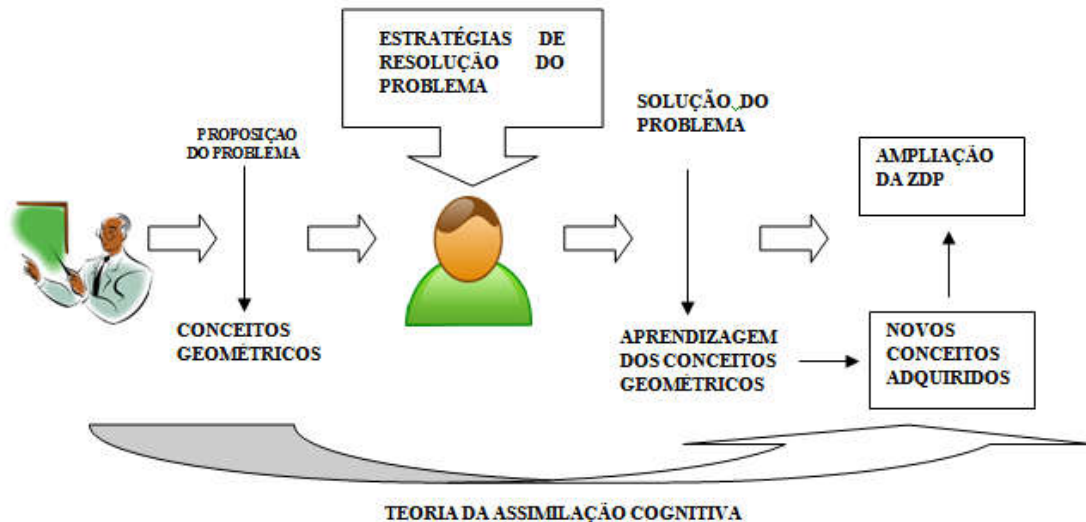 ESTRATÉGIAS DE
RESOLUÇÃO DO
PROBLEMA
SOLUÇÃO DO
PROBLEMA
PROPOSIÇAO
DO PROBLEMA
AMPLIAÇÃO
DA ZDP
CONCEITOS
GEOMÉTRICOS
APRENDIZAGEM
DOS CONCEITOS
GEOMÉTRICOS
NOVOS
CONCEITOS
ADQUIRIDOS
TEORIA DA ASSIMILAÇÃO COGNITIVA